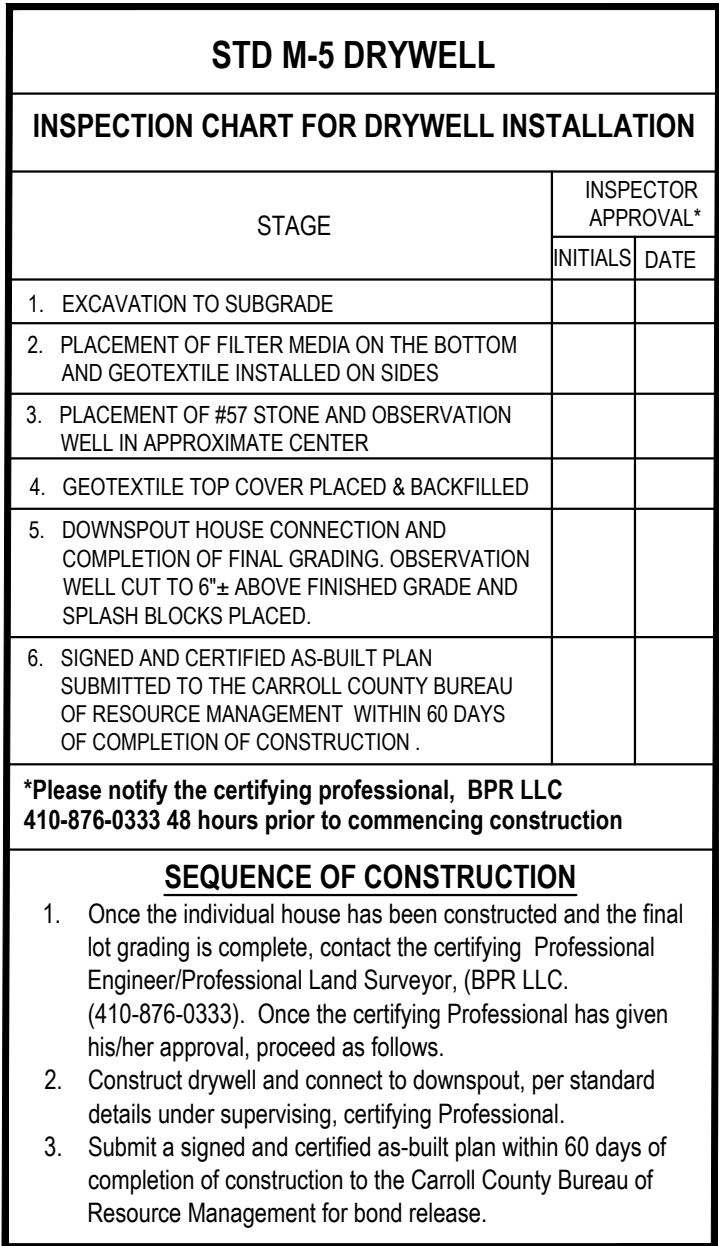 STD M-5 DRYWELL
INSPECTION CHART FOR DRYWELL INSTALLATION
STAGE
INSPECTOR
APPROVAL*
INITIALS DATE
1. EXCAVATION TO SUBGRADE
2. PLACEMENT OF FILTER MEDIA ON THE BOTTOM
AND GEOTEXTILE INSTALLED ON SIDES
3. PLACEMENT OF #57 STONE AND OBSERVATION
WELL IN APPROXIMATE CENTER
4. GEOTEXTILE TOP COVER PLACED & BACKFILLED
5. DOWNSPOUT HOUSE CONNECTION AND
COMPLETION OF FINAL GRADING. OBSERVATION
WELL CUT TO 6"± ABOVE FINISHED GRADE AND
SPLASH BLOCKS PLACED.
6. SIGNED AND CERTIFIED AS-BUILT PLAN
SUBMITTED TO THE CARROLL COUNTY BUREAU
OF RESOURCE MANAGEMENT WITHIN 60 DAYS
OF COMPLETION OF CONSTRUCTION .
*Please notify the certifying professional, BPR LLC
410-876-0333 48 hours prior to commencing construction
SEQUENCE OF CONSTRUCTION
1. Once the individual house has been constructed and the final
lot grading is complete, contact the certifying Professional
Engineer/Professional Land Surveyor, (BPR LLC.
(410-876-0333). Once the certifying Professional has given
his/her approval, proceed as follows.
2. Construct drywell and connect to downspout, per standard
details under supervising, certifying Professional.
3. Submit a signed and certified as-built plan within 60 days of
completion of construction to the Carroll County Bureau of
Resource Management for bond release.